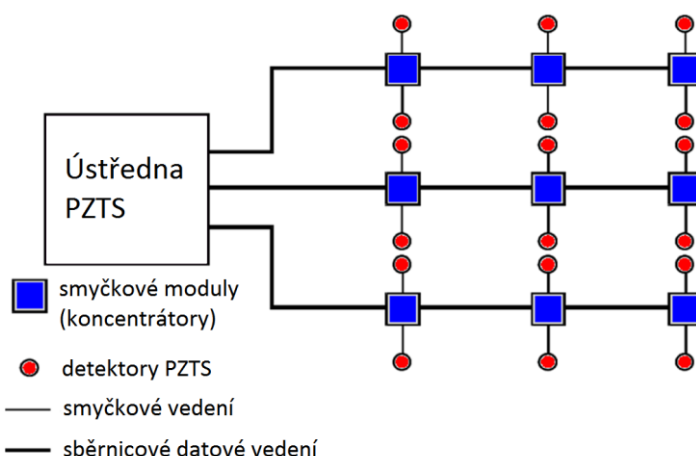 Ústředna
PZTS
smyčkové moduly
(koncentrátory)
detektory PZTS
smyčkové vedení
sběrnicové datové vedení